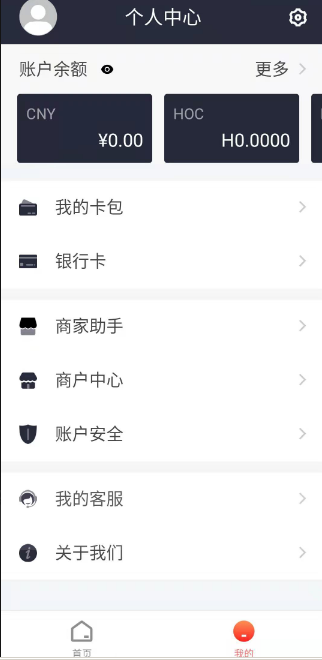 个人中心
账户余额
更多
CNY
HOC
¥0.00
H0.0000
我的卡包
银行卡
商家助手
商户中心
账户安全
我的客服
关于我们
首页
我的